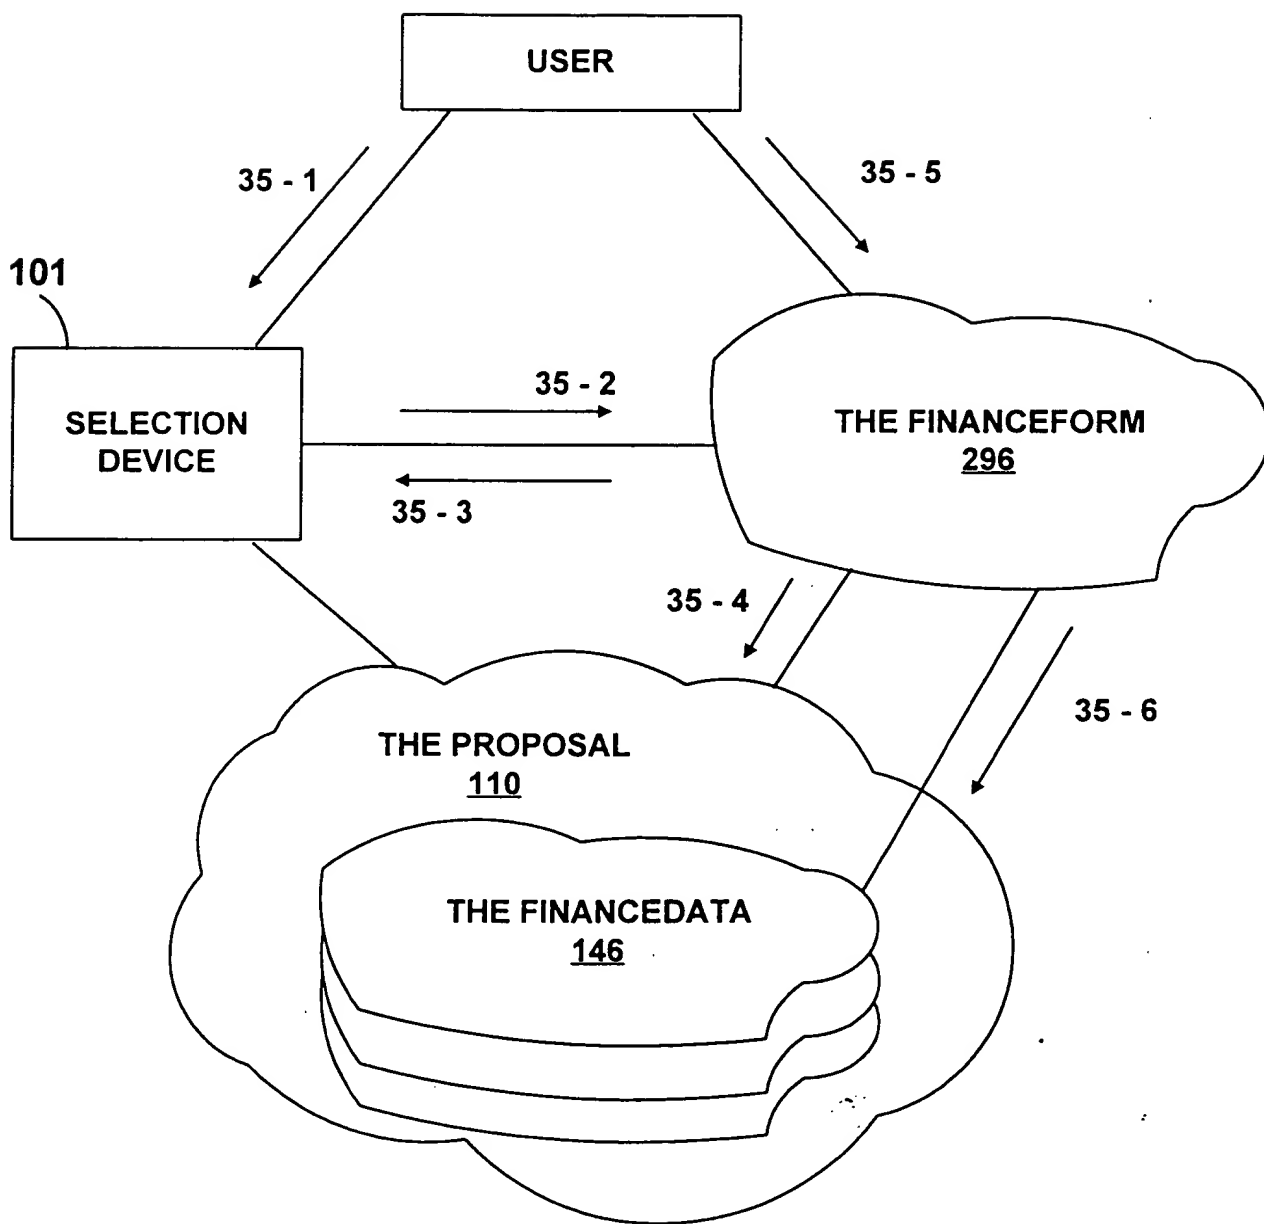 USER
35 - 1
35 - 5
101
35 - 2
SELECTION
DEVICE
THE FINANCEFORM
296
35 - 3
35 - 4
35 - 6
THE PROPOSAL
110
THE FINANCEDATA
146